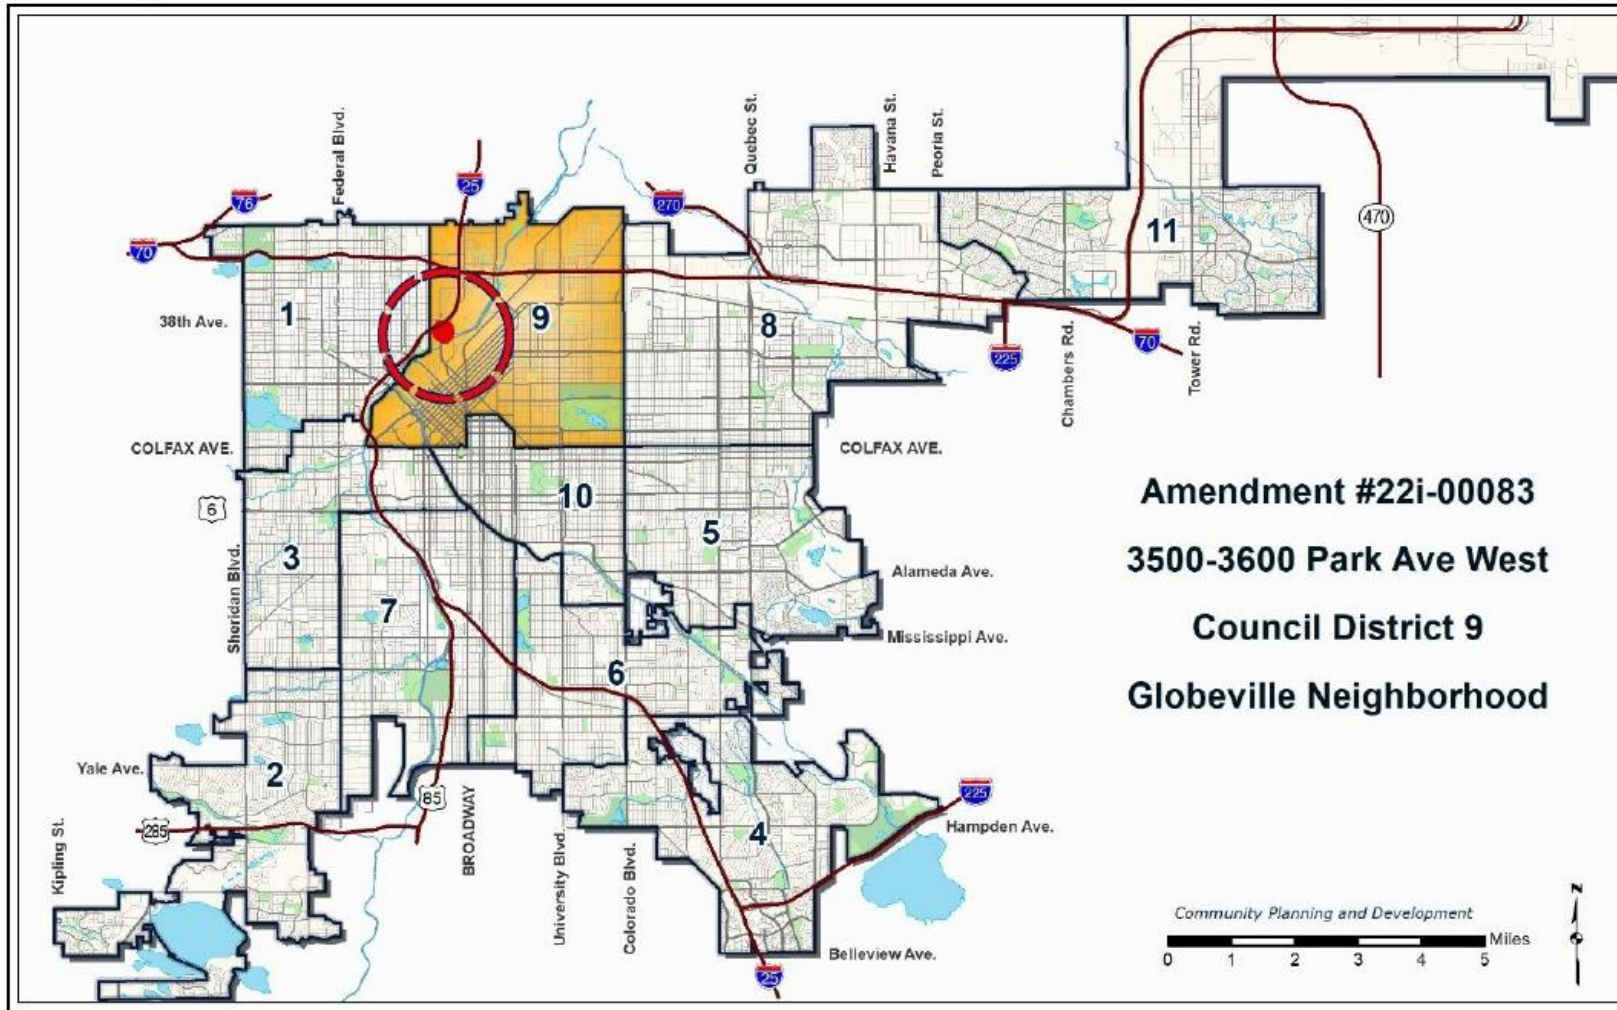 Federal Blvd.
Quebec St.
Havana St.
Peoria St.
25
76
270
70
470
11
1
9
8
38th Ave.
Chambers Rd.
Tower Rd.
225
70
COLFAX AVE.
COLFAX AVE.
6
10
5
3
7
Sheridan Blvd.
Alameda Ave.
Mississippi Ave.
6
Amendment #22i-00083
3500-3600 Park Ave West
Council District 9
Globeville Neighborhood
Yale Ave.
2
85
285
BROADWAY
225
Hampden Ave.
4
Kipling St.
University Blvd.
Colorado Blvd.
Belleview Ave.
25
Community Planning and Development
Miles
0 1 2 3 4 5
N